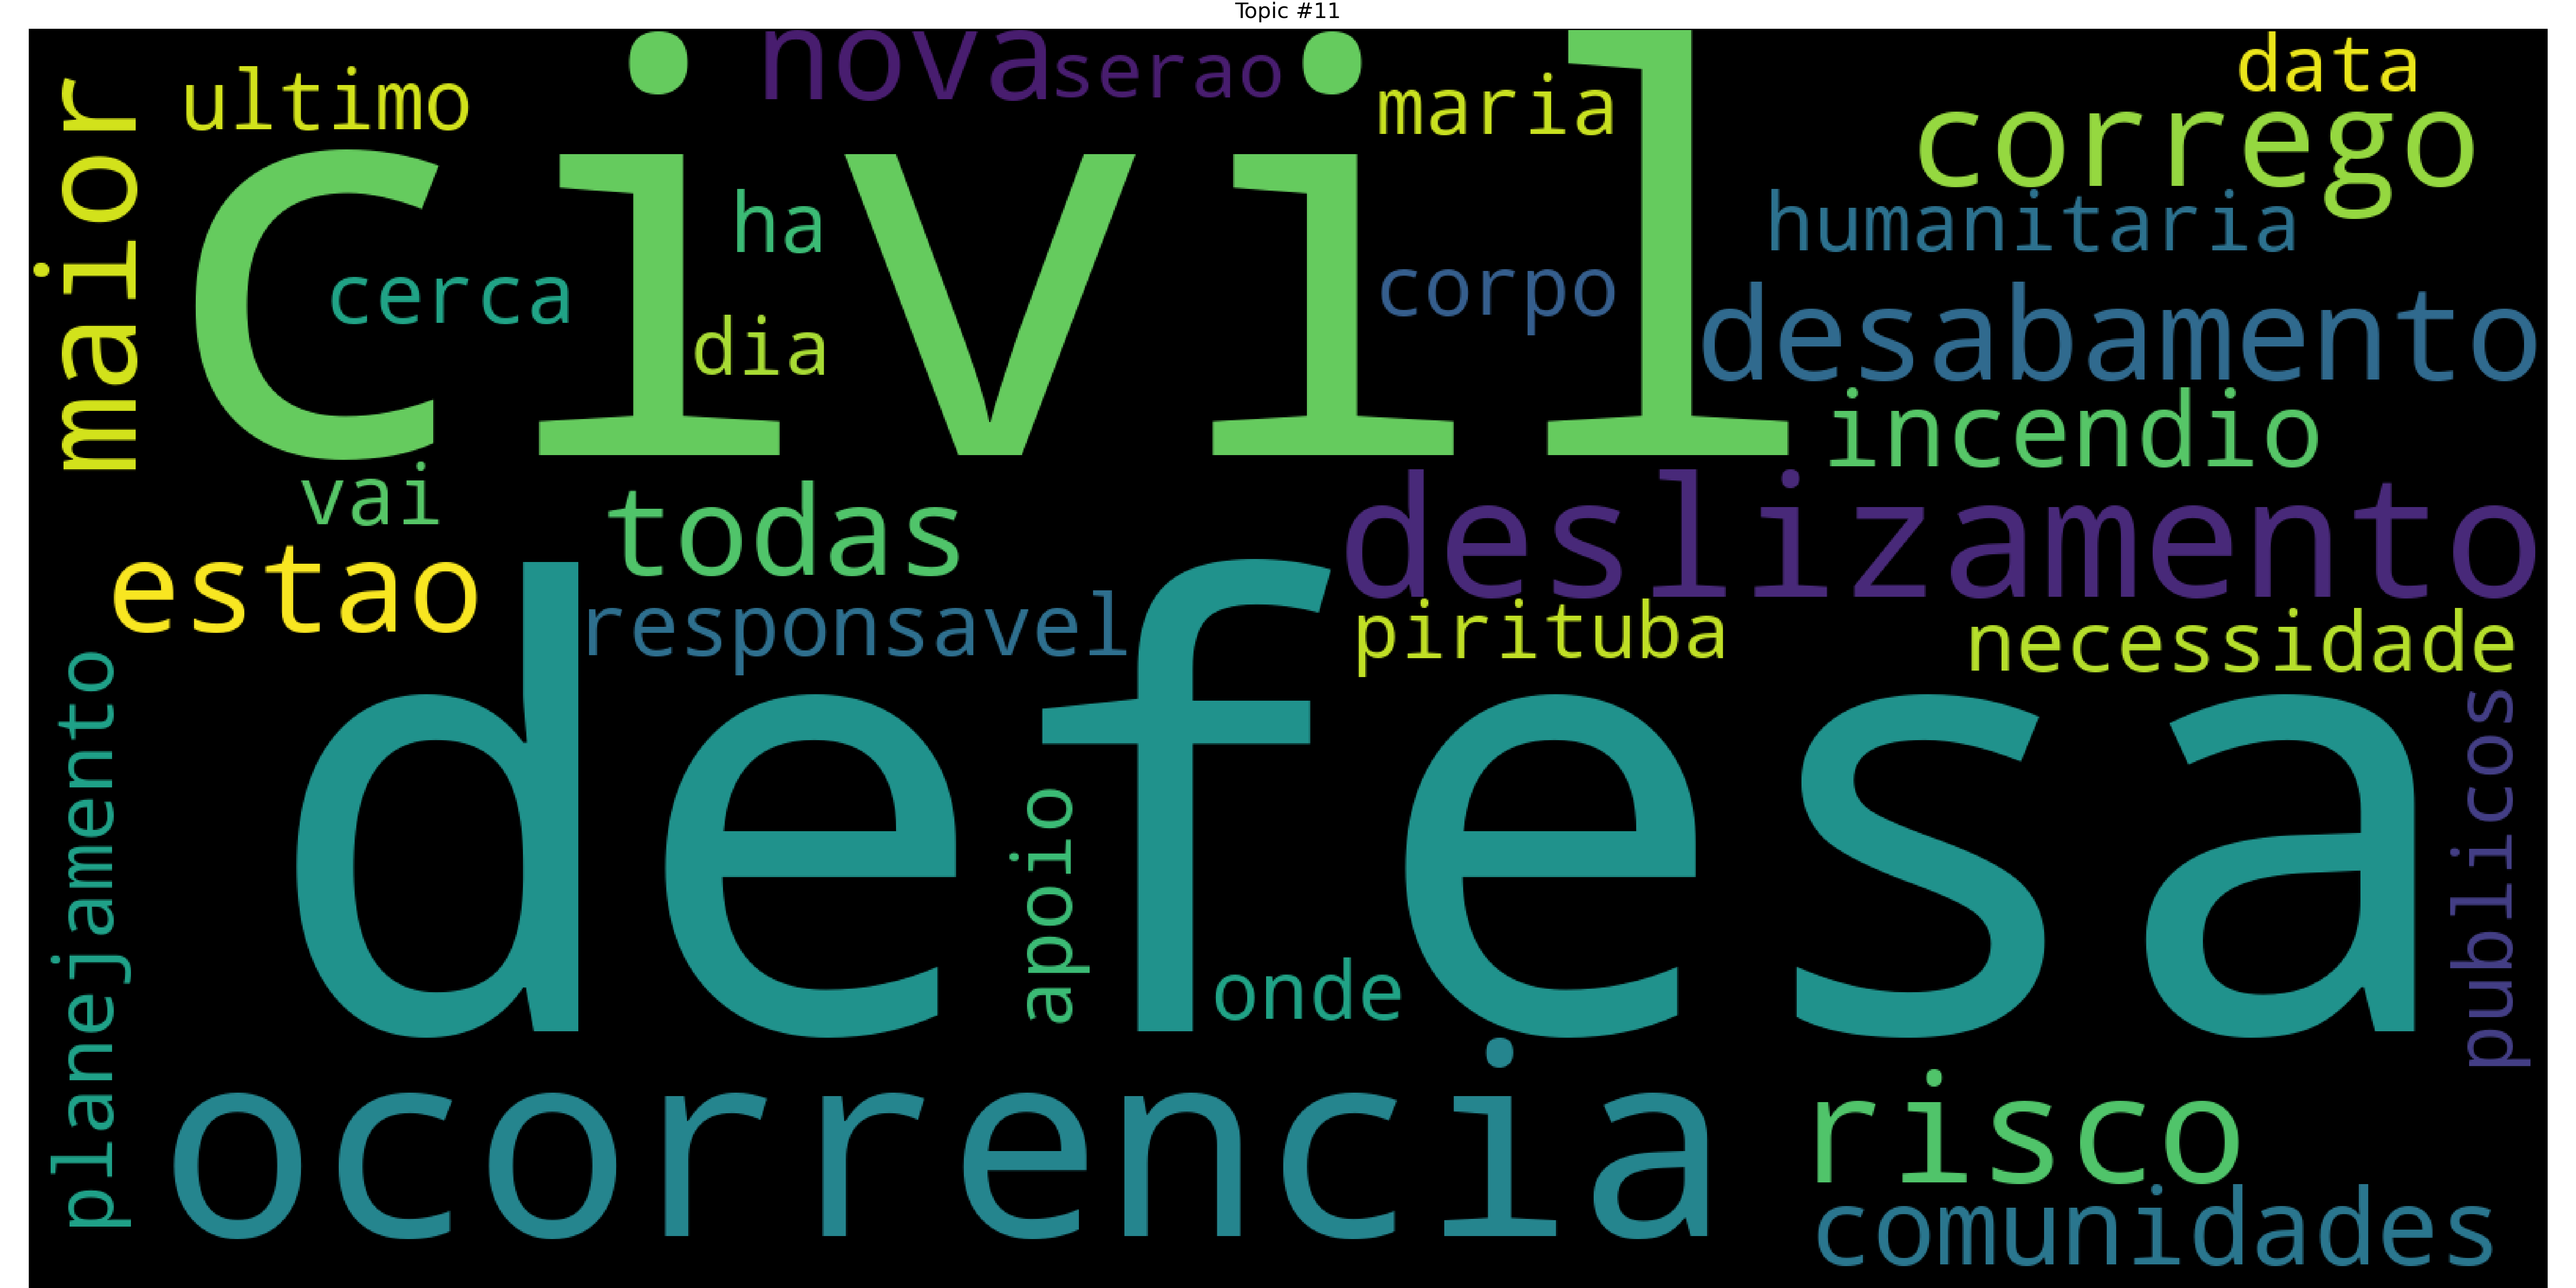 Topic #11
maior
ultimo
civil
nova
serao
maria
data
corrego
ha
humanitaria
cerca
corpo
dia
desabamento
incendio
vai
todas
deslizamento
estao
responsavel
pirituba
necessidade
planejamento
defesa
publicos
apoio
onde
ocorrencia
risco
comunidades